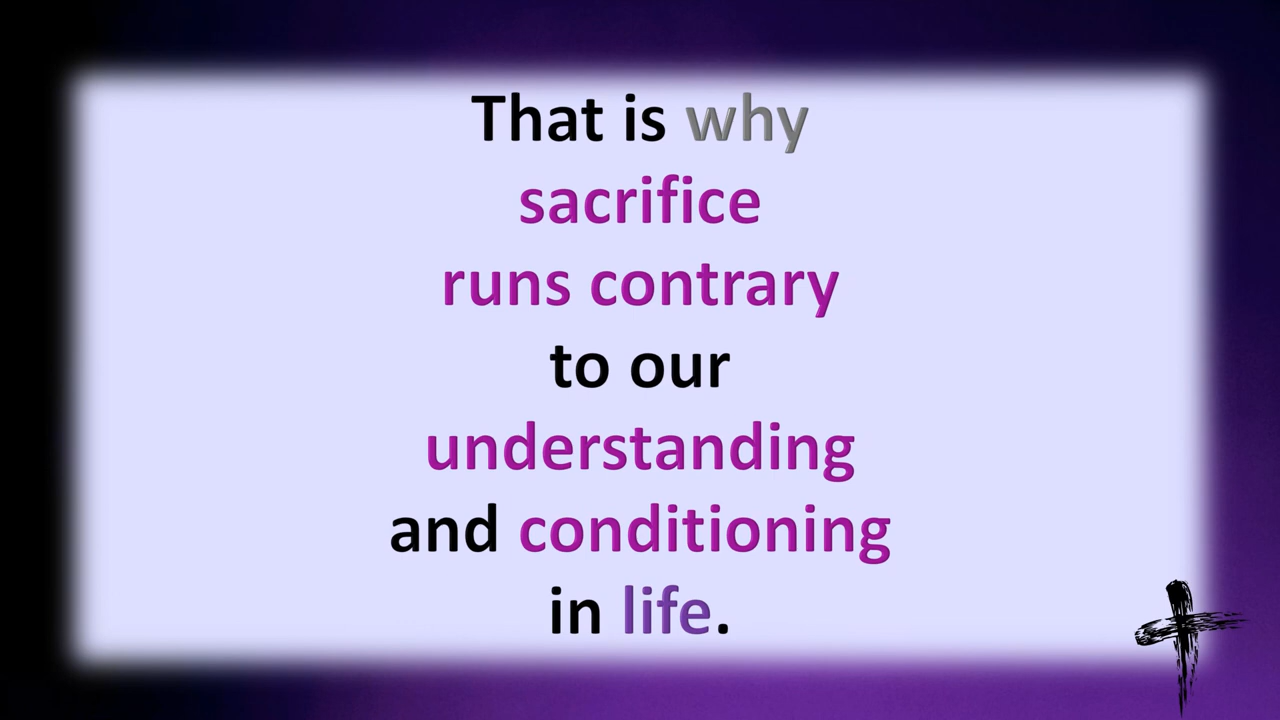 That is why
sacrifice
runs contrary
to our
understanding
and conditioning
in life.